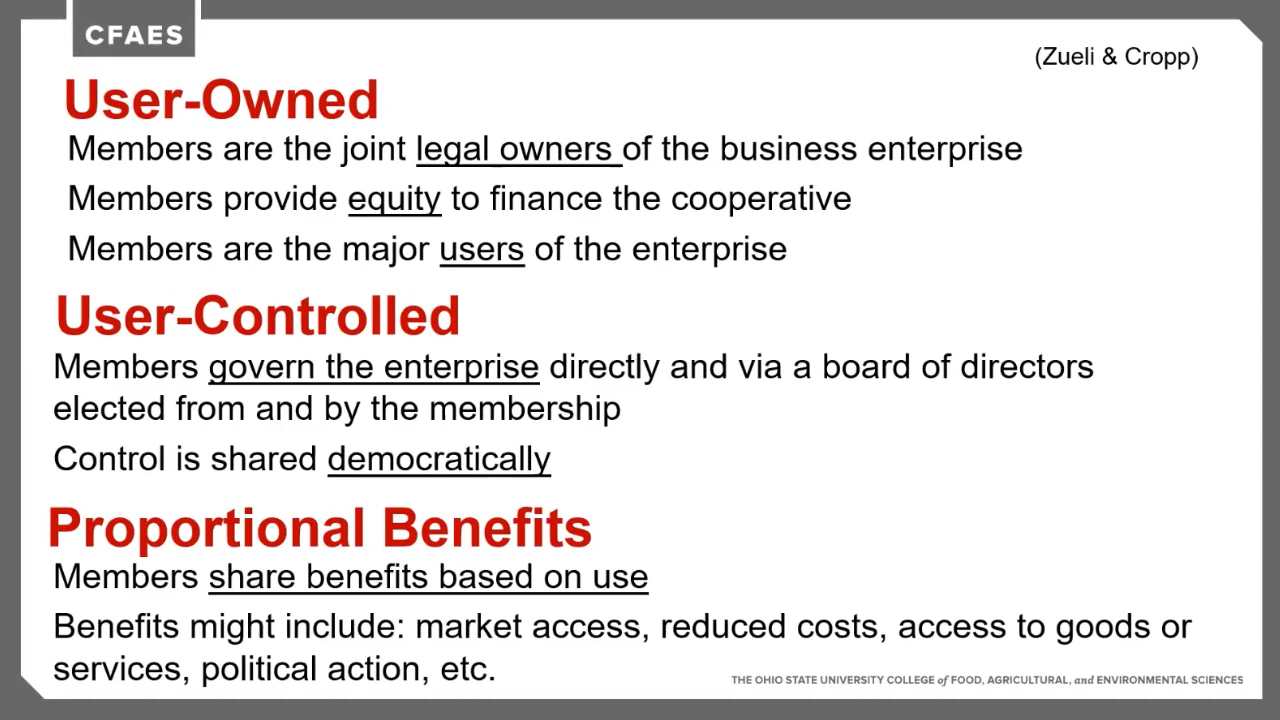 CFAES
(Zueli & Cropp)
User-Owned
Members are the joint legal owners of the business enterprise
Members provide equity to finance the cooperative
Members are the major users of the enterprise
User-Controlled
Members govern the enterprise directly and via a board of directors
elected from and by the membership
Control is shared democratically
Proportional Benefits
Members share benefits based on use
Benefits might include: market access, reduced costs, access to goods or
services, political action, etc.
THE OHIO STATE UNIVERSITY COLLEGE of FOOD, AGRICULTURAL, and ENVIRONMENTAL SCIENCES